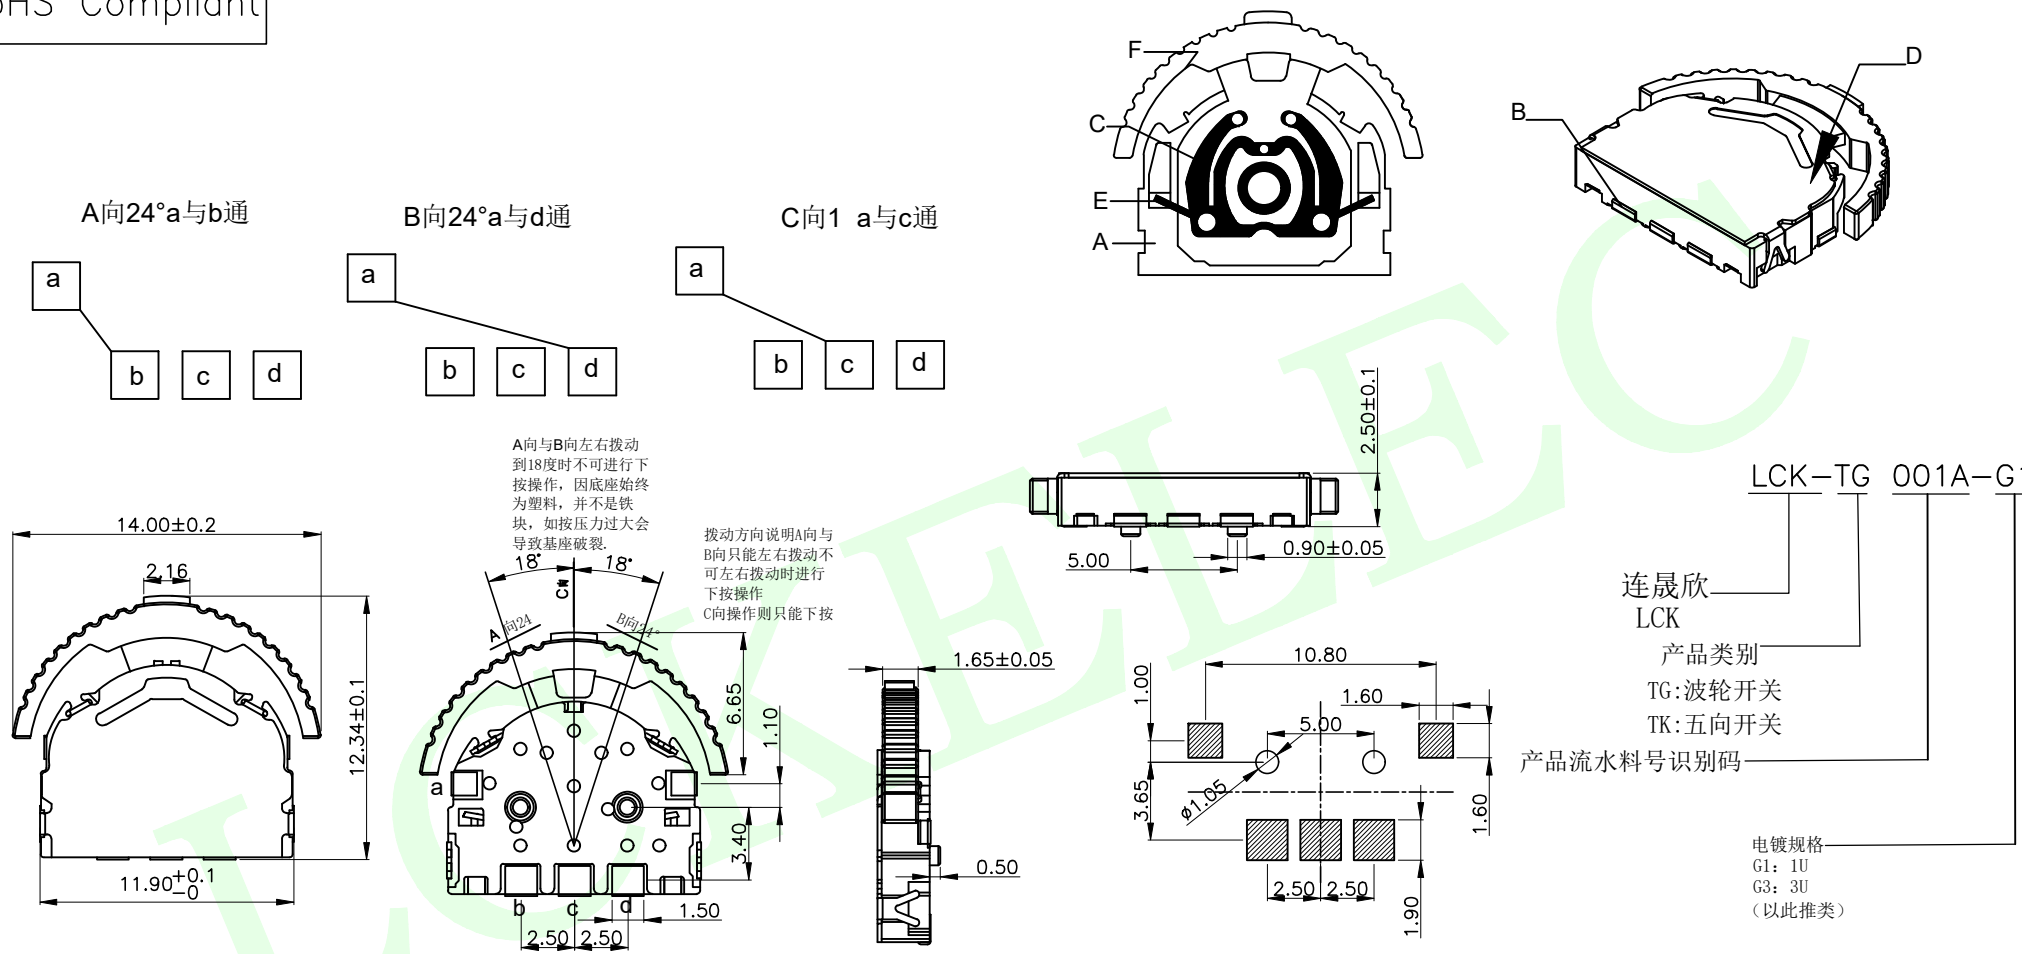 HS Compliant
F
C
E
A
B
D
A向24°a与b通
B向24°a与d通
C向1 a与c通
a
b c d
a
b c d
a
b c d
A向与B向左右拨动
到18度时不可进行下
按操作，因底座始终
为塑料，并不是铁
块，如按压力过大会
导致基座破裂.
拨动方向说明A向与
B向只能左右拨动不
可左右拨动时进行
下按操作
C向操作则只能下按
14.00±0.2
2.16
12.34±0.1
11.90+0.1 -0
18°
18°
C向
A向24
B向24°
6.65
1.10
3.40
a
b c d
1.50
2.50 2.50
1.65±0.05
0.50
2.50±0.1
5.00
0.90±0.05
10.80
1.00
1.60
5.00
3.65
ø1.05
1.60
2.50 2.50
1.90
LCK-TG 001A-G1
连晟欣
LCK
产品类别
TG:波轮开关
TK:五向开关
产品流水料号识别码
电镀规格
G1: 1U
G3: 3U
（以此推类）
LCKELEC